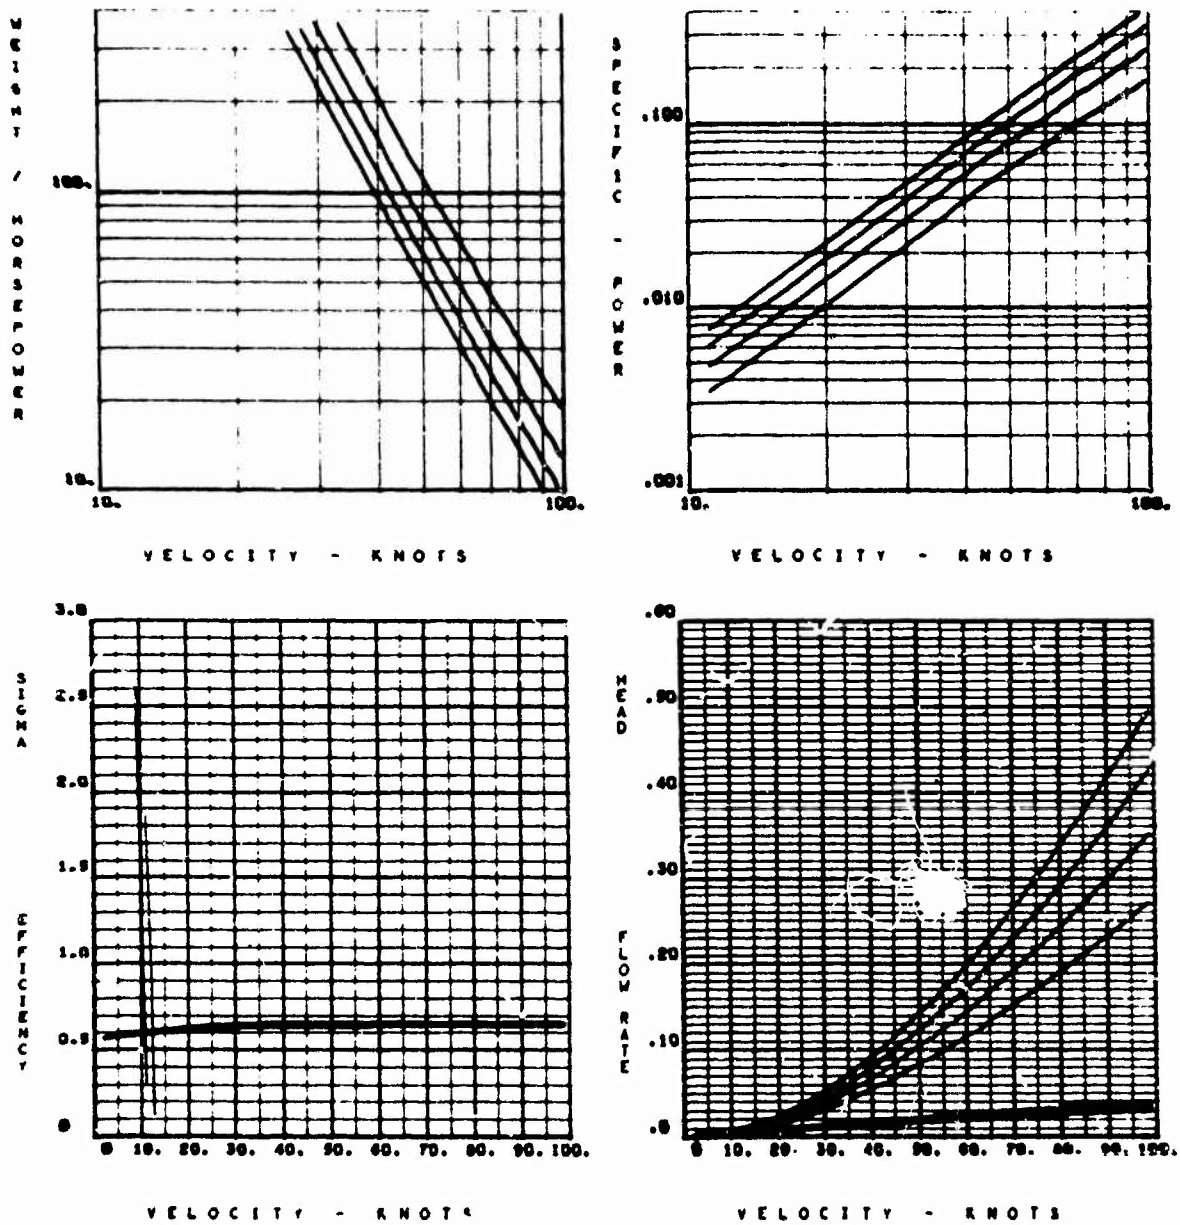 WEIGHT / HORSEPOWER
100.
10.
10.
100.
VELOCITY - KNOTS
SPECIFIC - POWER
.100
.010
.001
10.
100.
VELOCITY - KNOTS
SIGMA
EFFICIENCY
3.0
2.5
2.0
1.5
1.0
0.5
0
0 10. 20. 30. 40. 50. 60. 70. 80. 90. 100.
VELOCITY - KNOTS
HEAD
FLOW RATE
.60
.50
.40
.30
.20
.10
.0
0 10. 20. 30. 40. 50. 60. 70. 80. 90. 100.
VELOCITY - KNOTS